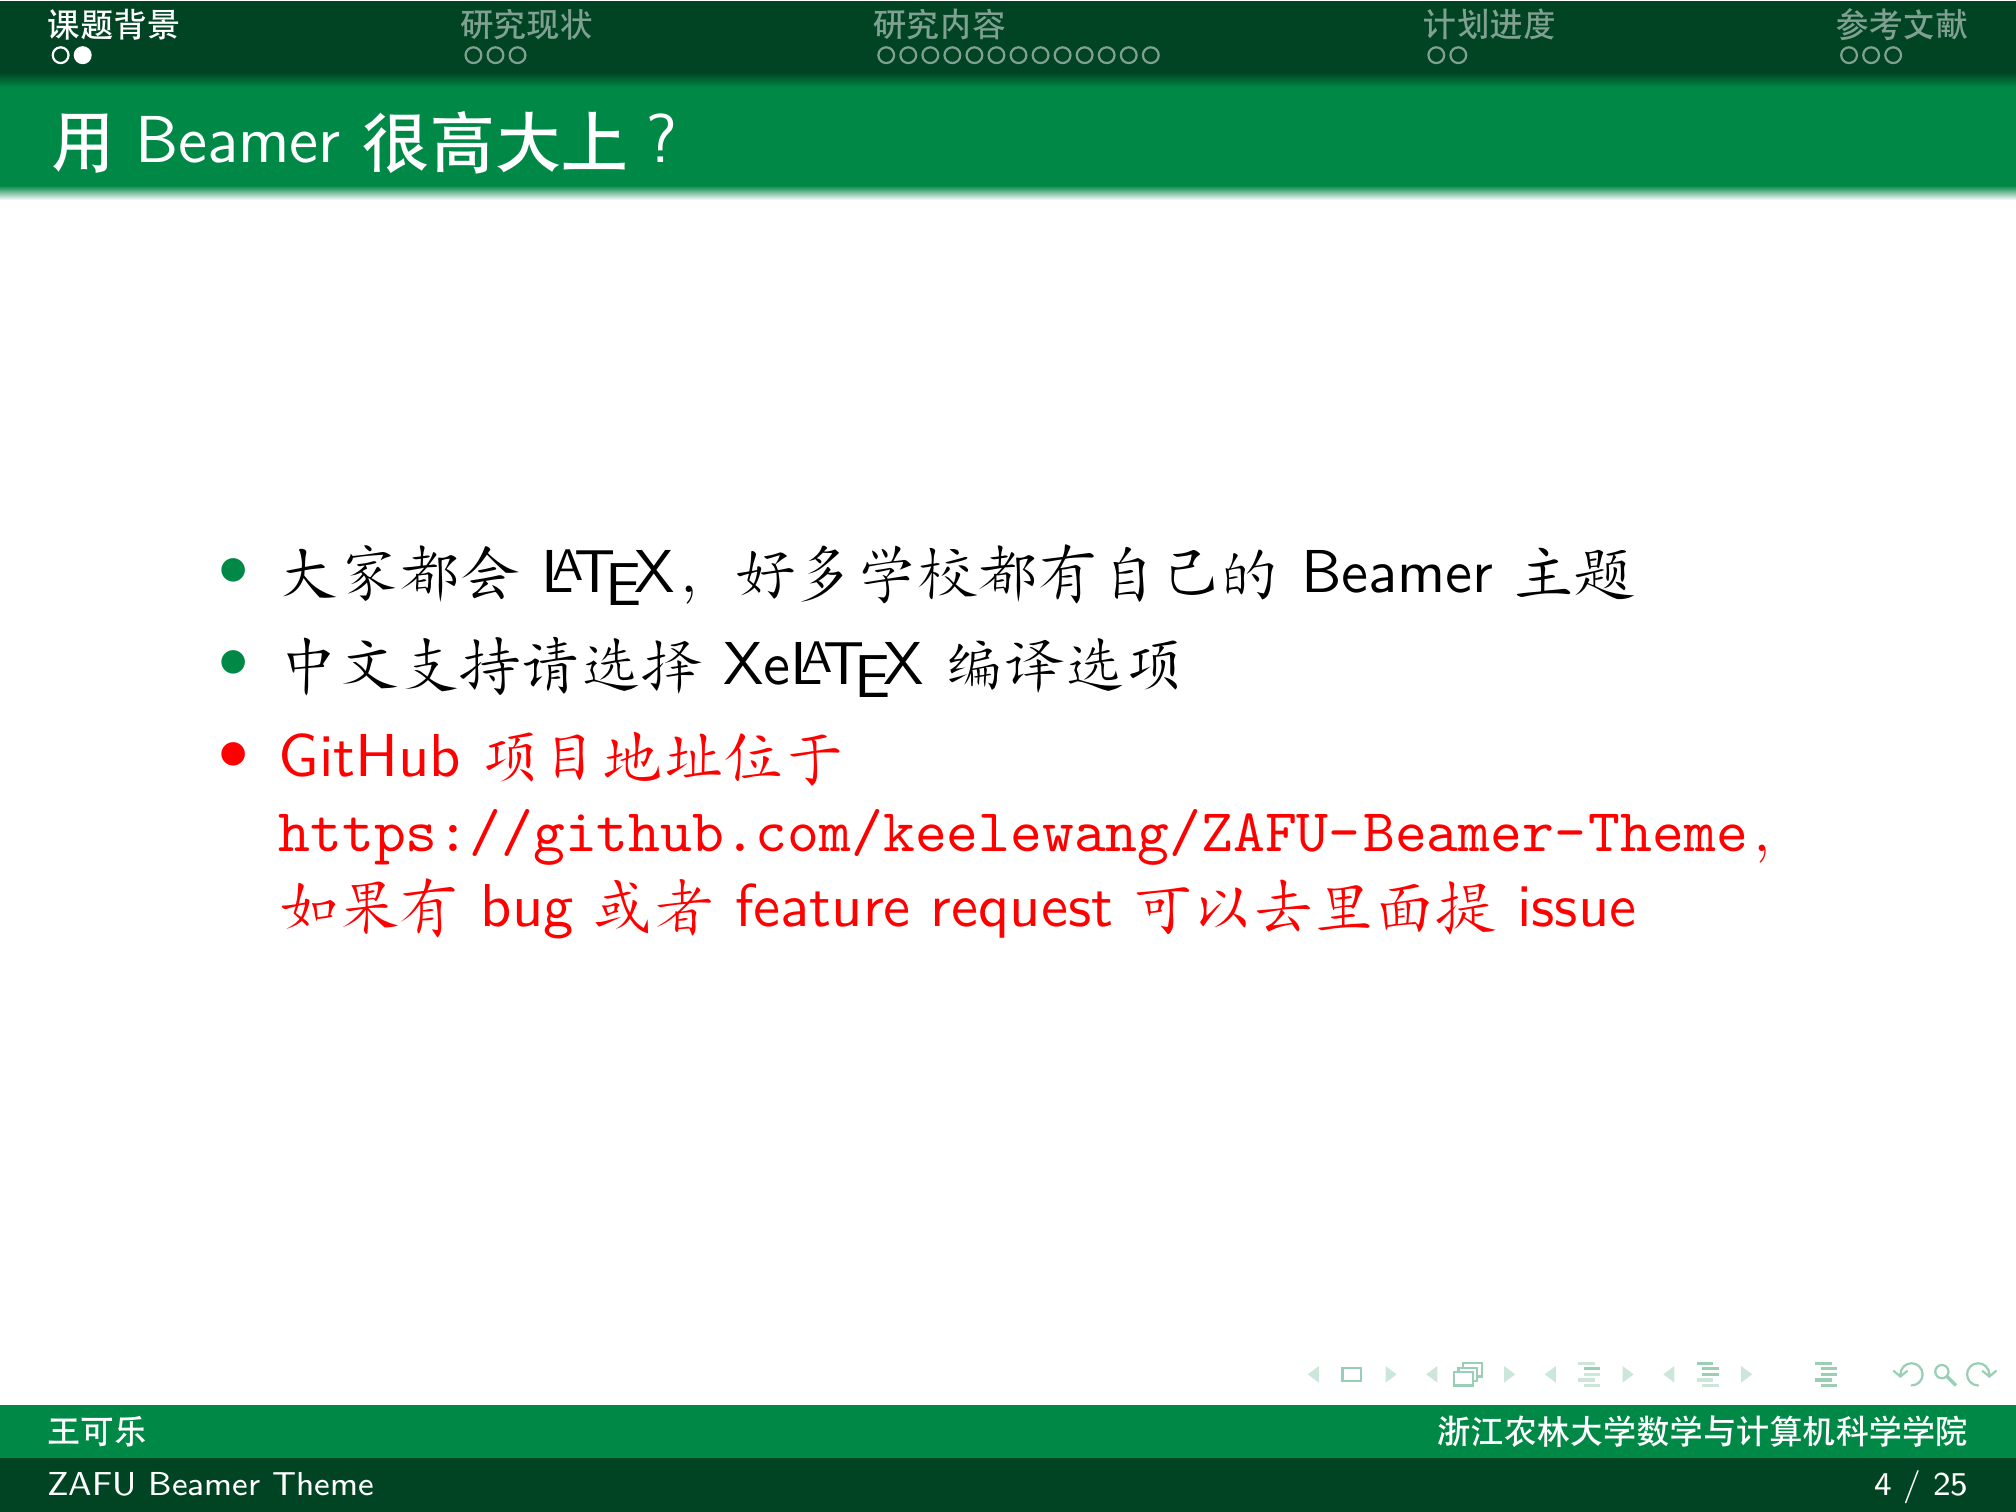 课题背景 研究现状 研究内容 计划进度 参考文献
用 Beamer 很高大上？
• 大家都会 LATEX，好多学校都有自己的 Beamer 主题
• 中文支持请选择 XeLATEX 编译选项
• GitHub 项目地址位于
https://github.com/keelewang/ZAFU-Beamer-Theme，
如果有 bug 或者 feature request 可以去里面提 issue
王可乐 浙江农林大学数学与计算机科学学院
ZAFU Beamer Theme 4 / 25